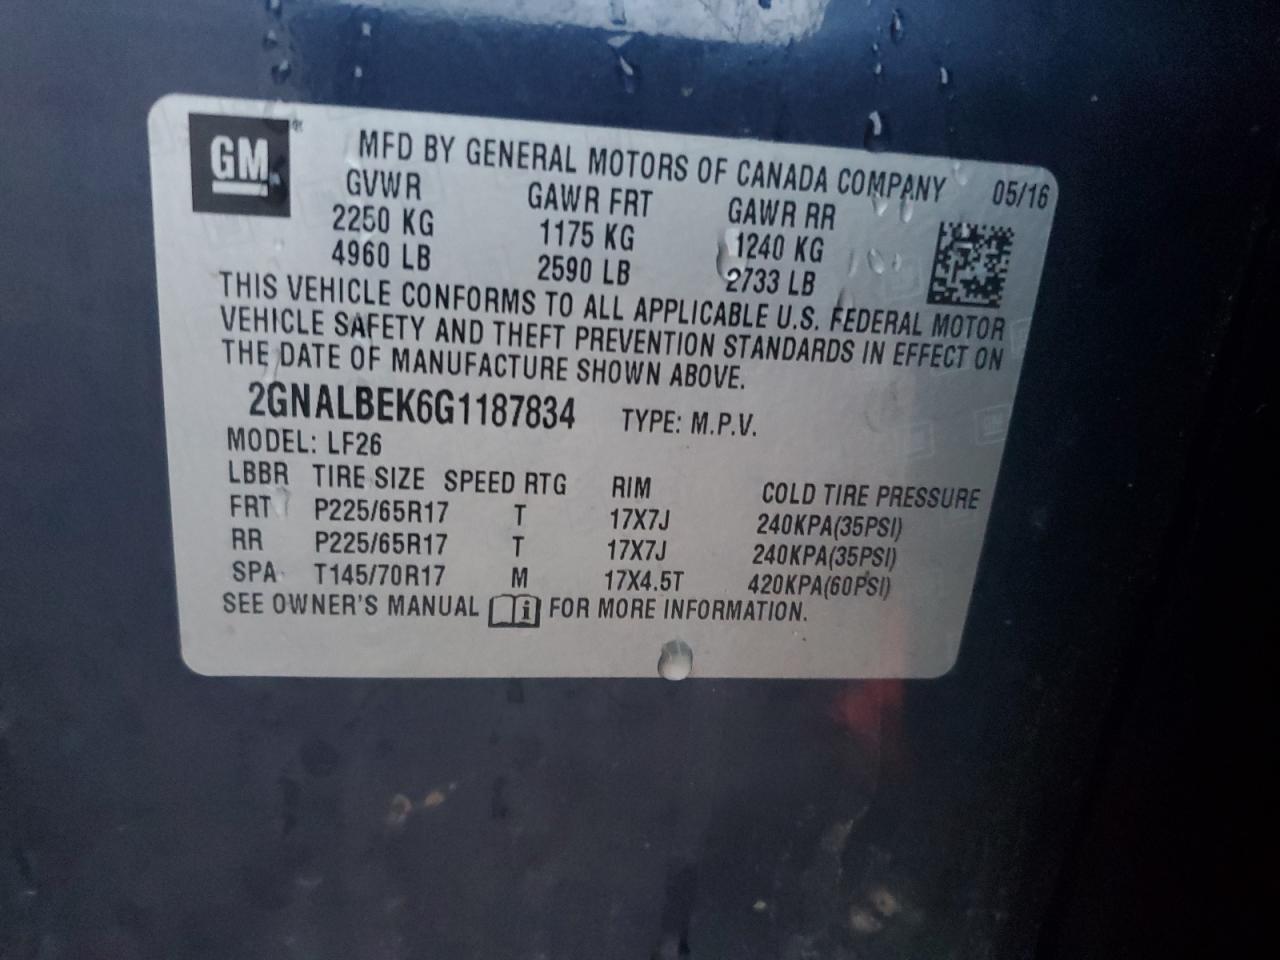 GM®
MFD BY GENERAL MOTORS OF CANADA COMPANY 05/16
GVWR GAWR FRT GAWR RR
2250 KG 1175 KG 1240 KG
4960 LB 2590 LB 2733 LB
THIS VEHICLE CONFORMS TO ALL APPLICABLE U.S. FEDERAL MOTOR
VEHICLE SAFETY AND THEFT PREVENTION STANDARDS IN EFFECT ON
THE DATE OF MANUFACTURE SHOWN ABOVE.
2GNALBEK6G1187834 TYPE: M.P.V.
MODEL: LF26
LBBR TIRE SIZE SPEED RTG RIM COLD TIRE PRESSURE
FRT P225/65R17 T 17X7J 240KPA(35PSI)
RR P225/65R17 T 17X7J 240KPA(35PSI)
SPA T145/70R17 M 17X4.5T 420KPA(60PSI)
SEE OWNER'S MANUAL i FOR MORE INFORMATION.